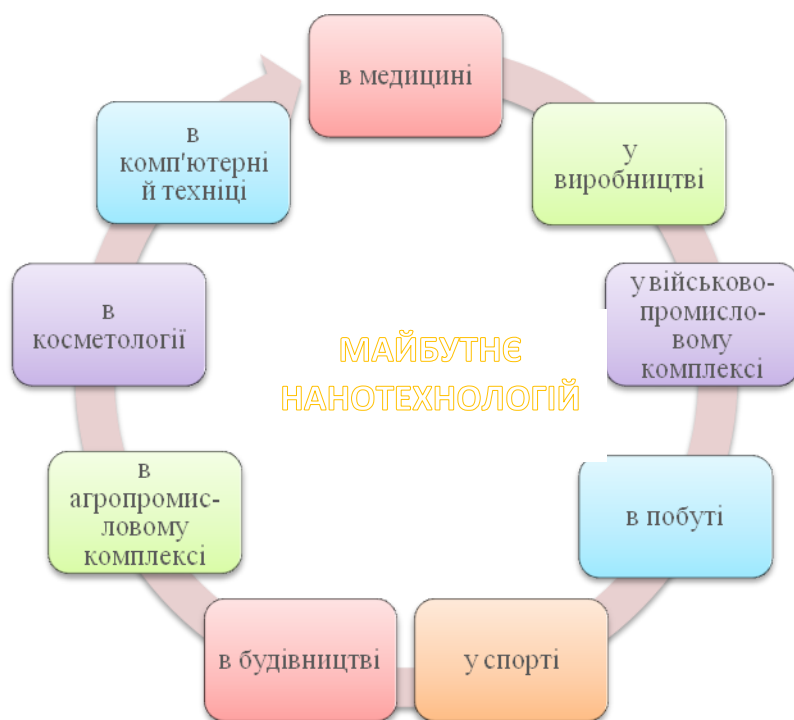 в медицині
у
виробництві
у військово-
промисло-
вому
комплексі
в побуті
у спорті
в будівництві
в
агропромис-
ловому
комплексі
в
косметології
в
комп'ютерні
й техніці
МАЙБУТНЄ
НАНОТЕХНОЛОГІЙ